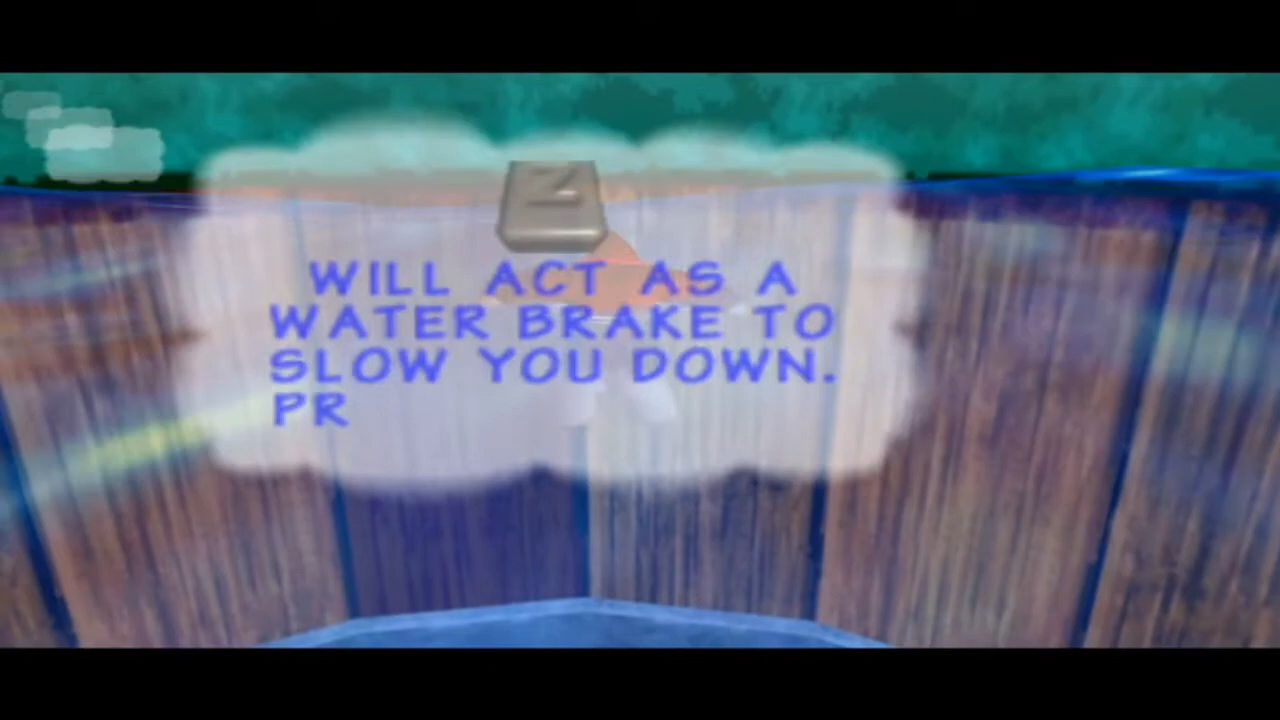 Z
WILL ACT AS A
WATER BRAKE TO
SLOW YOU DOWN.
PR